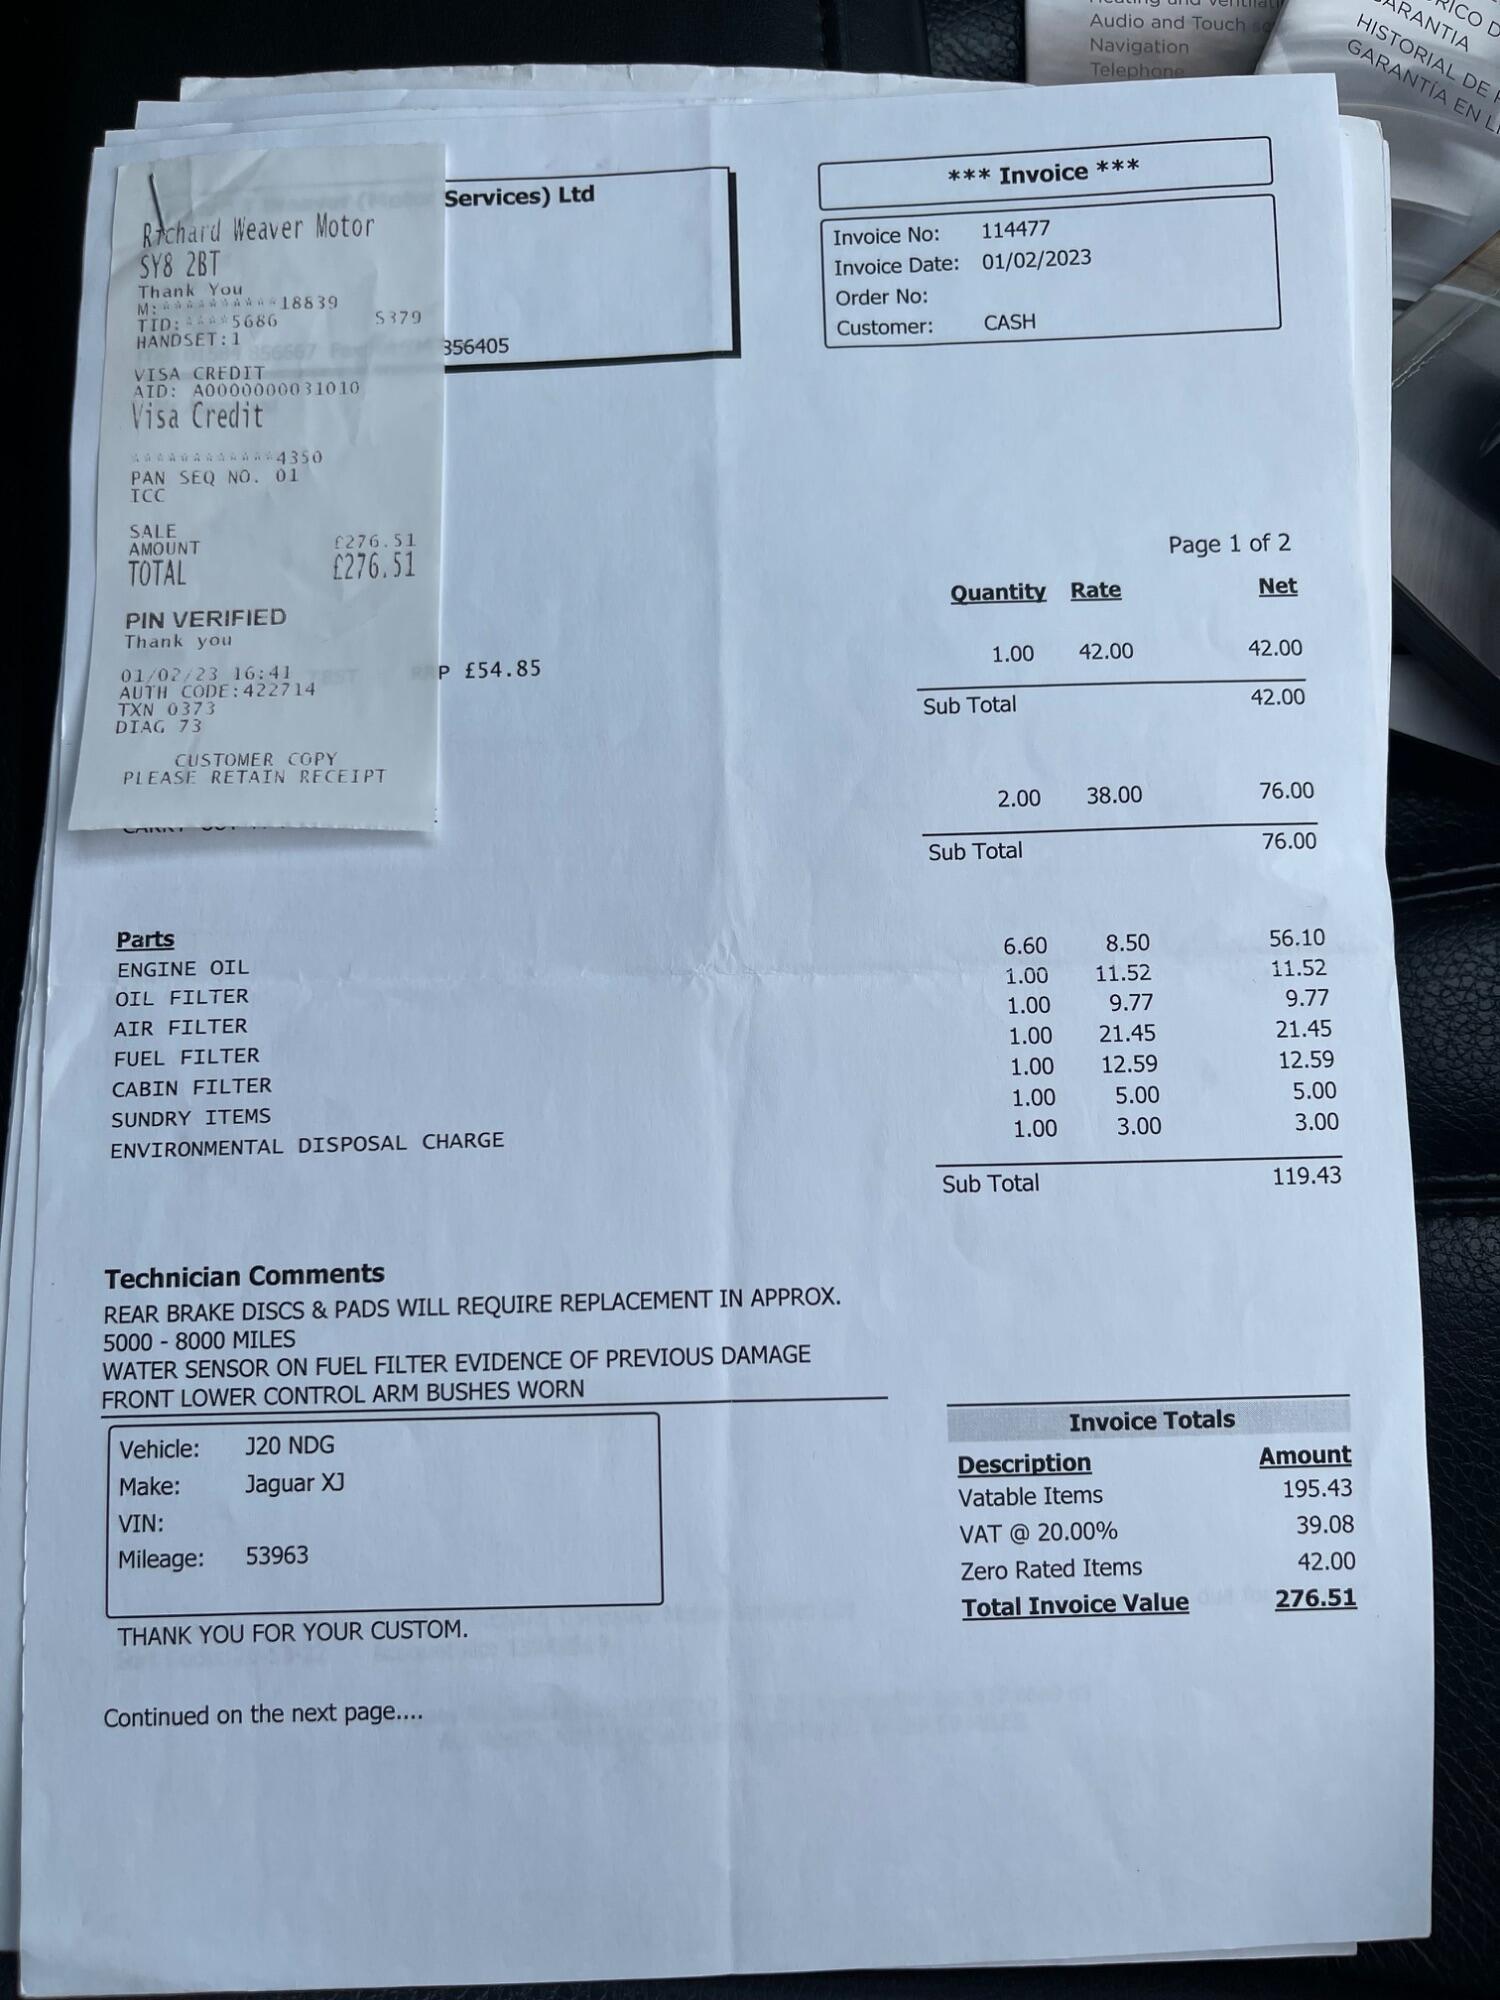 Heating and Ventilati
Audio and Touch sc
Navigation
Telephone
RICO D
GARANTIA
HISTORIAL DE
GARANTÍA EN L
Services) Ltd
356405
Richard Weaver Motor
SY8 2BT
Thank You
M:***********18839
TID:****5686 S379
HANDSET:1
VISA CREDIT
AID: A0000000031010
Visa Credit
************4350
PAN SEQ NO. 01
ICC
SALE
AMOUNT £276.51
TOTAL £276.51
PIN VERIFIED
Thank you
01/02/23 16:41
AUTH CODE:422714
TXN 0373
DIAG 73
CUSTOMER COPY
PLEASE RETAIN RECEIPT
*** Invoice ***
Invoice No: 114477
Invoice Date: 01/02/2023
Order No:
Customer: CASH
Page 1 of 2
Quantity Rate Net
P £54.85 1.00 42.00 42.00
Sub Total 42.00
2.00 38.00 76.00
Sub Total 76.00
Parts
ENGINE OIL 6.60 8.50 56.10
OIL FILTER 1.00 11.52 11.52
AIR FILTER 1.00 9.77 9.77
FUEL FILTER 1.00 21.45 21.45
CABIN FILTER 1.00 12.59 12.59
SUNDRY ITEMS 1.00 5.00 5.00
ENVIRONMENTAL DISPOSAL CHARGE 1.00 3.00 3.00
Sub Total 119.43
Technician Comments
REAR BRAKE DISCS & PADS WILL REQUIRE REPLACEMENT IN APPROX.
5000 - 8000 MILES
WATER SENSOR ON FUEL FILTER EVIDENCE OF PREVIOUS DAMAGE
FRONT LOWER CONTROL ARM BUSHES WORN
Vehicle: J20 NDG
Make: Jaguar XJ
VIN:
Mileage: 53963
Invoice Totals
Description Amount
Vatable Items 195.43
VAT @ 20.00% 39.08
Zero Rated Items 42.00
Total Invoice Value 276.51
THANK YOU FOR YOUR CUSTOM.
Continued on the next page....